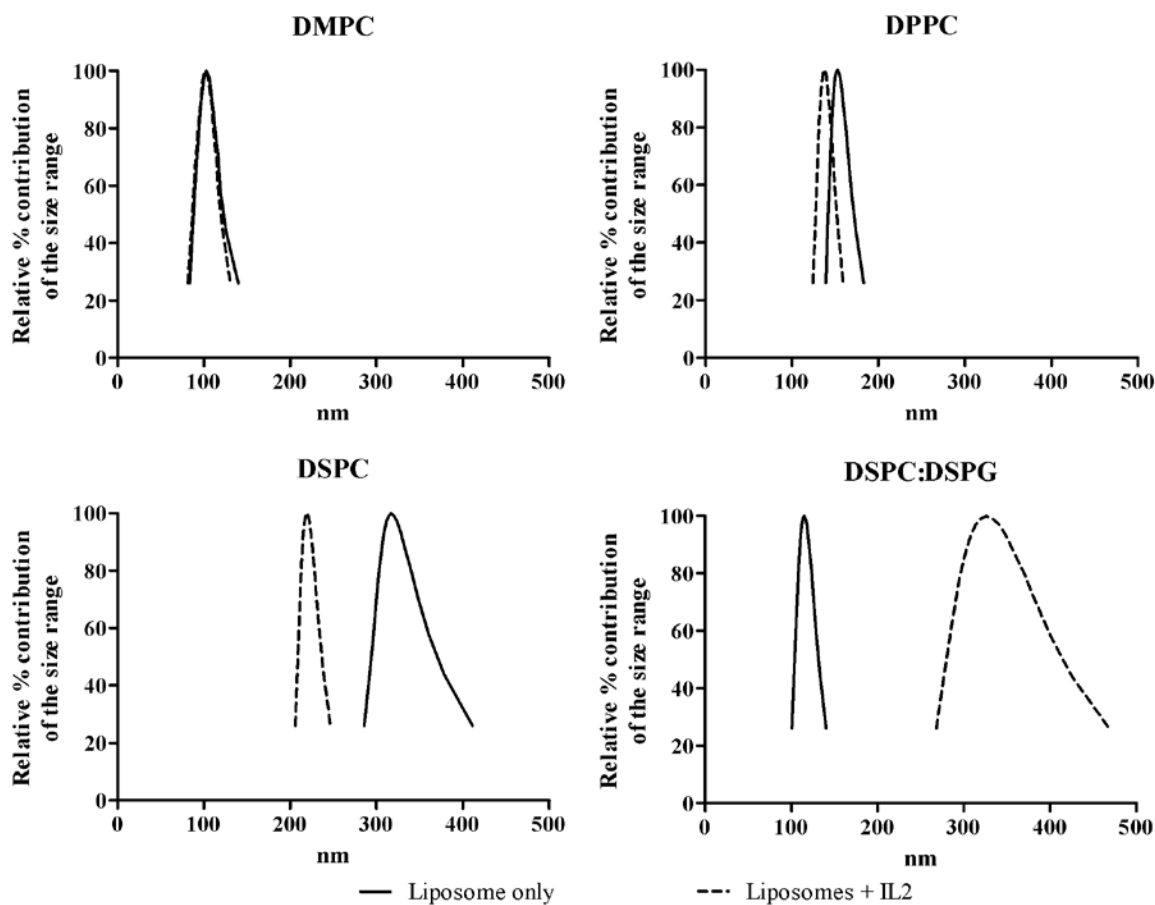 DMPC
Relative % contribution
of the size range
100
80
60
40
20
0
0 100 200 300 400 500
nm
DPPC
Relative % contribution
of the size range
100
80
60
40
20
0
0 100 200 300 400 500
nm
DSPC
Relative % contribution
of the size range
100
80
60
40
20
0
0 100 200 300 400 500
nm
DSPC:DSPG
Relative % contribution
of the size range
100
80
60
40
20
0
0 100 200 300 400 500
nm
Liposome only
Liposomes + IL2